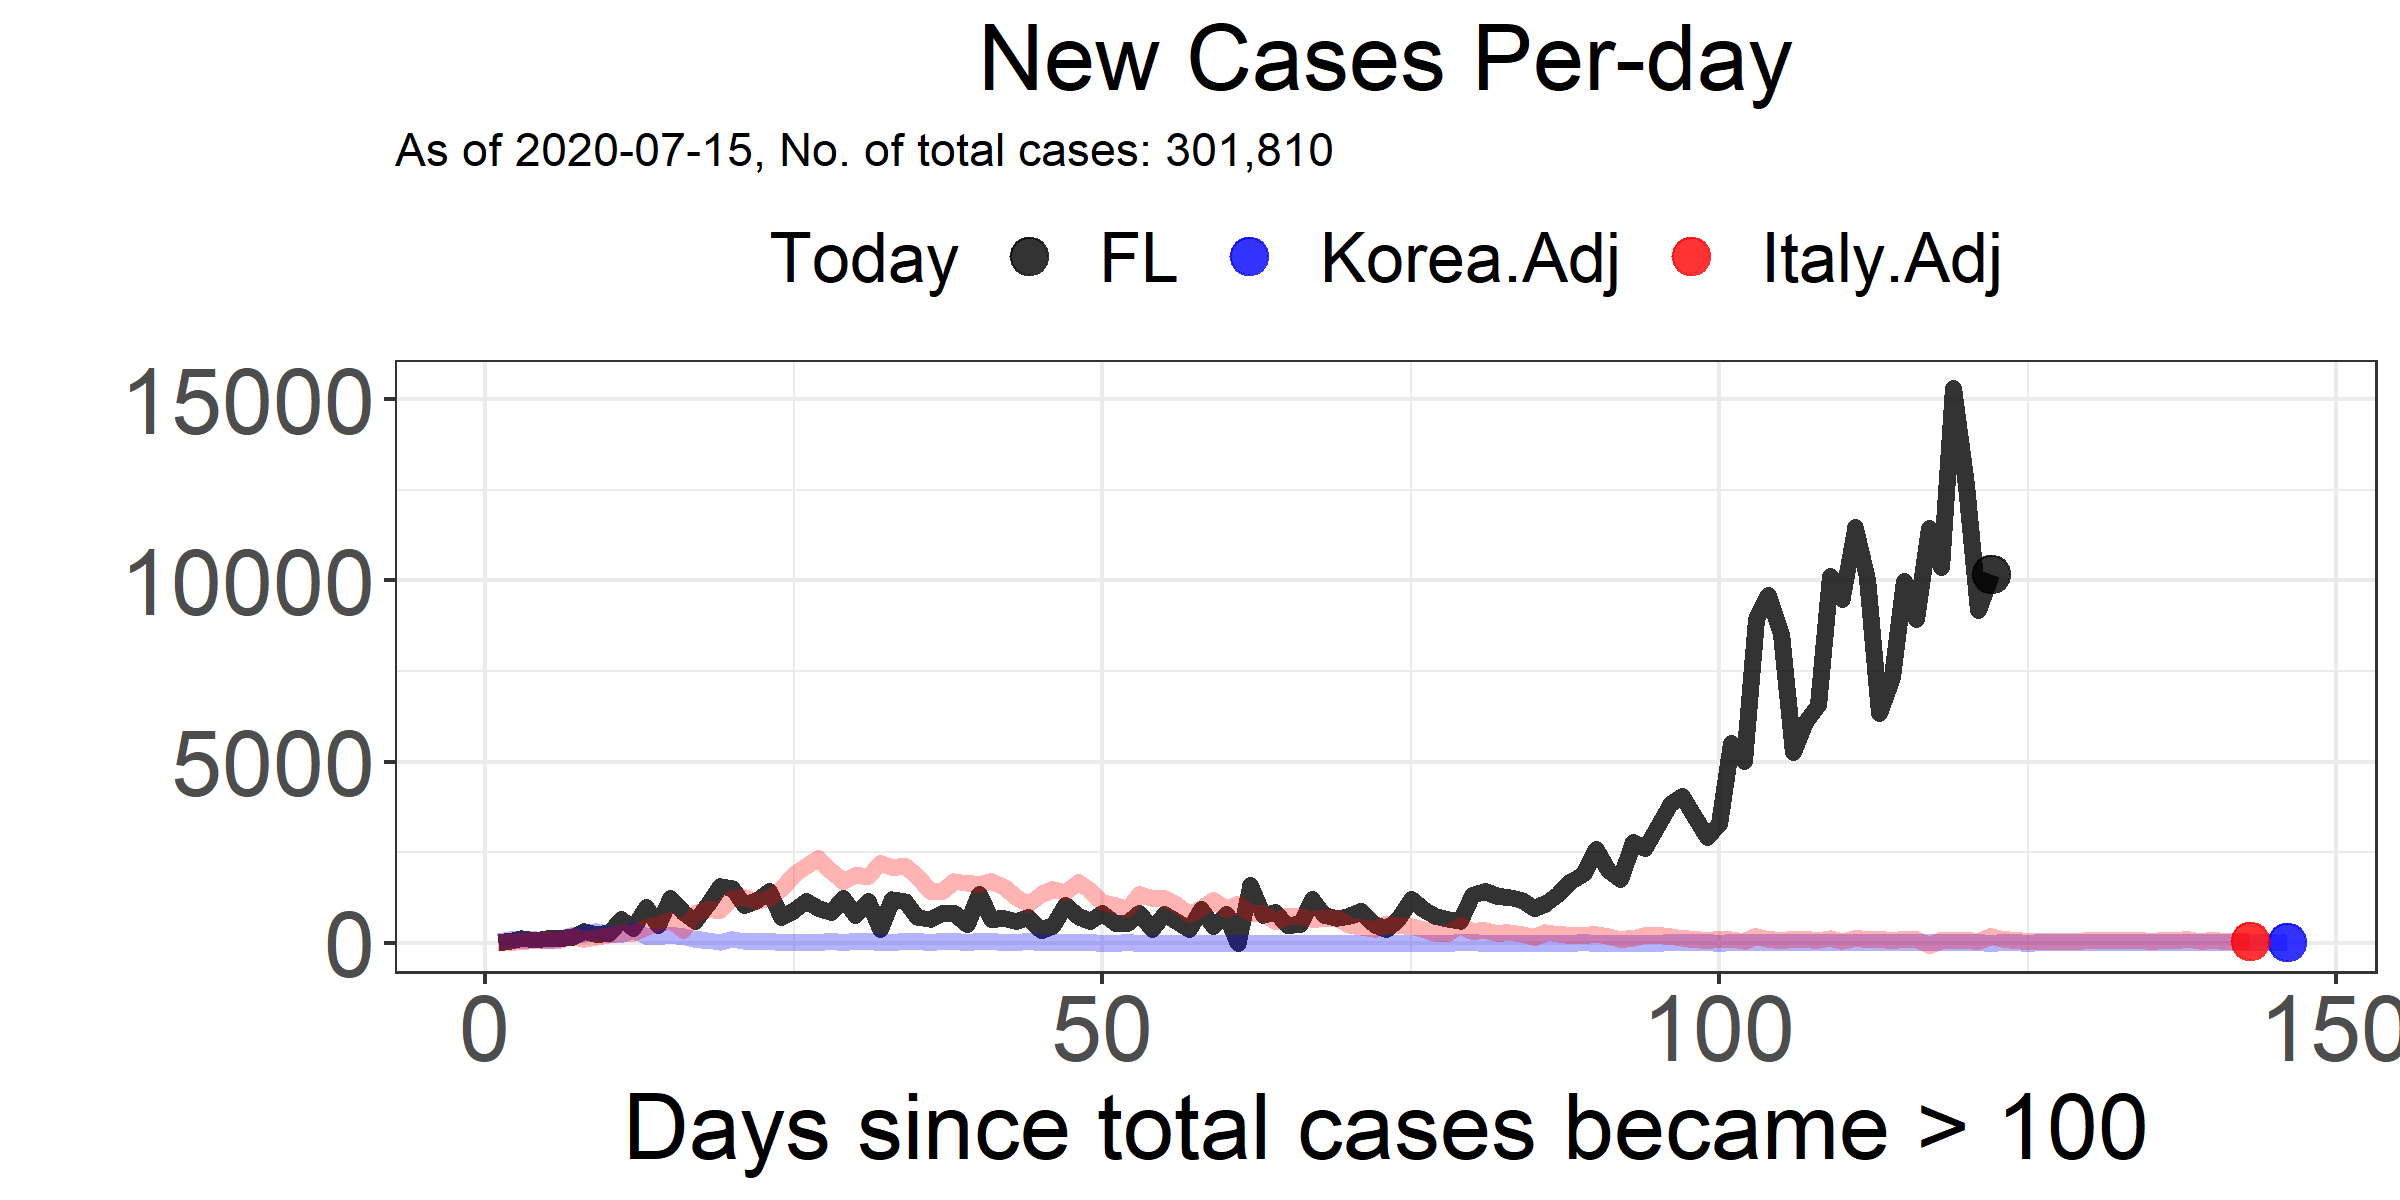 New Cases Per-day
As of 2020-07-15, No. of total cases: 301,810
Today FL Korea.Adj Italy.Adj
15000
10000
5000
0
0 50 100 150
Days since total cases became > 100